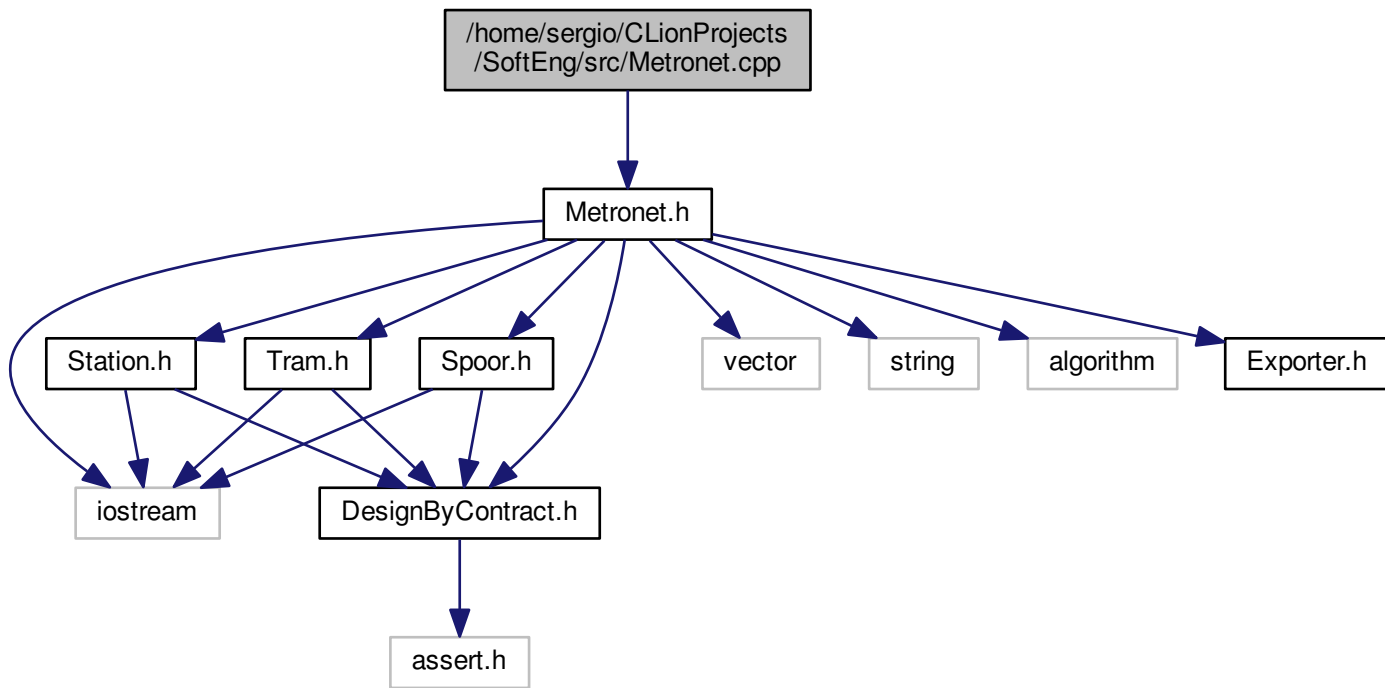 /home/sergio/CLionProjects
/SoftEng/src/Metronet.cpp
Metronet.h
Station.h
Tram.h
Spoor.h
vector
string
algorithm
Exporter.h
iostream
DesignByContract.h
assert.h